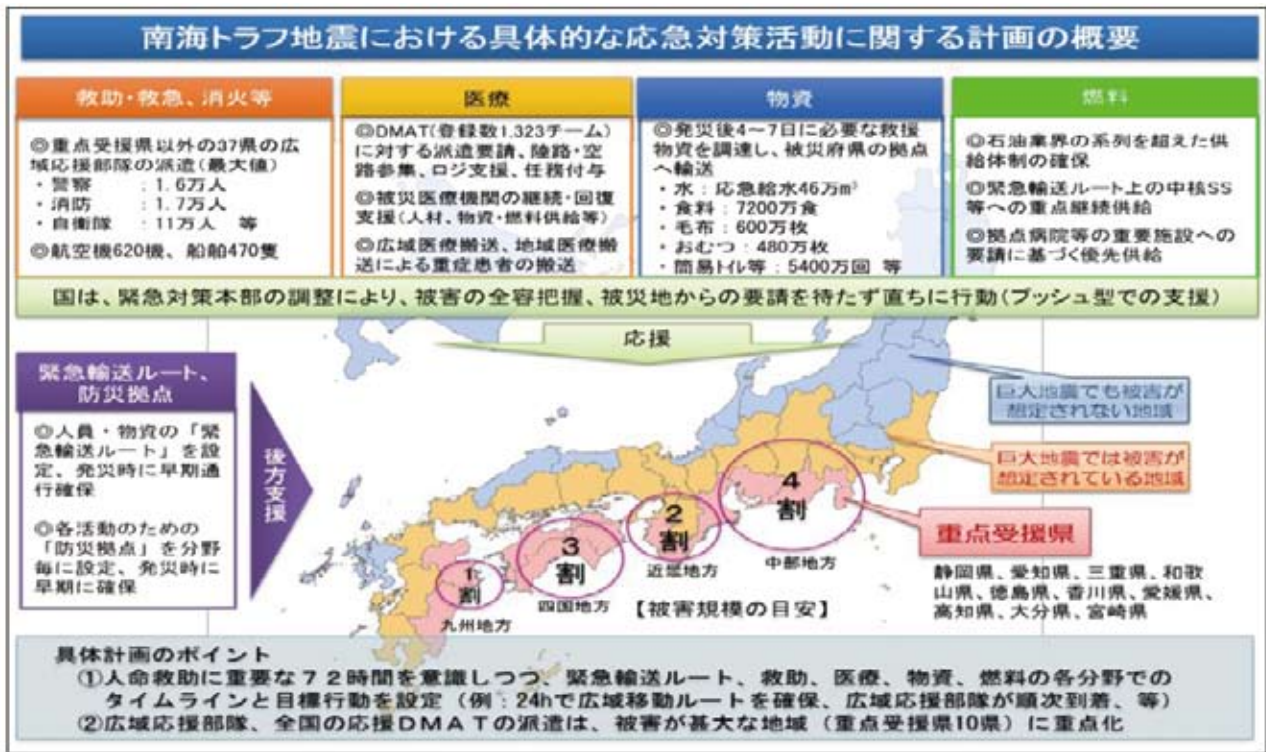 南海トラフ地震における具体的な応急対策活動に関する計画の概要
救助・救急、消火等
◎重点受援県以外の37県の広
域応援部隊の派遣(最大値)
・警察　　:1.6万人
・消防　　:1.7万人
・自衛隊　:11万人　等
◎航空機620機、船舶470隻
医療
◎DMAT(登録数1,323チーム)
に対する派遣要請、陸路・空
路参集、ロジ支援、任務付与
◎被災医療機関の継続・回復
支援(人材、物資・燃料供給等)
◎広域医療搬送、地域医療搬
送による重症患者の搬送
物資
◎発災後4〜7日に必要な救援
物資を調達し、被災府県の拠点
へ輸送
・水:応急給水46万m³
・食料:7200万食
・毛布:600万枚
・おむつ:480万枚
・簡易トイレ等:5400万回 等
燃料
◎石油業界の系列を超えた供
給体制の確保
◎緊急輸送ルート上の中核SS
等への重点継続供給
◎拠点病院等の重要施設への
要請に基づく優先供給
国は、緊急対策本部の調整により、被害の全容把握、被災地からの要請を待たず直ちに行動(プッシュ型での支援)
応援
緊急輸送ルート、
防災拠点
◎人員・物資の「緊
急輸送ルート」を設
定、発災時に早期通
行確保
◎各活動のための
「防災拠点」を分野
毎に設定、発災時に
早期に確保
後方支援
巨大地震でも被害が
想定されない地域
巨大地震では被害が
想定されている地域
重点受援県
静岡県、愛知県、三重県、和歌
山県、徳島県、香川県、愛媛県、
高知県、大分県、宮崎県
4
割
中部地方
2
割
近畿地方
3
割
四国地方
1
割
九州地方
【被害規模の目安】
具体計画のポイント
①人命救助に重要な72時間を意識しつつ、緊急輸送ルート、救助、医療、物資、燃料の各分野での
タイムラインと目標行動を設定(例:24hで広域移動ルートを確保、広域応援部隊が順次到着、等)
②広域応援部隊、全国の応援DMATの派遣は、被害が甚大な地域(重点受援県10県)に重点化